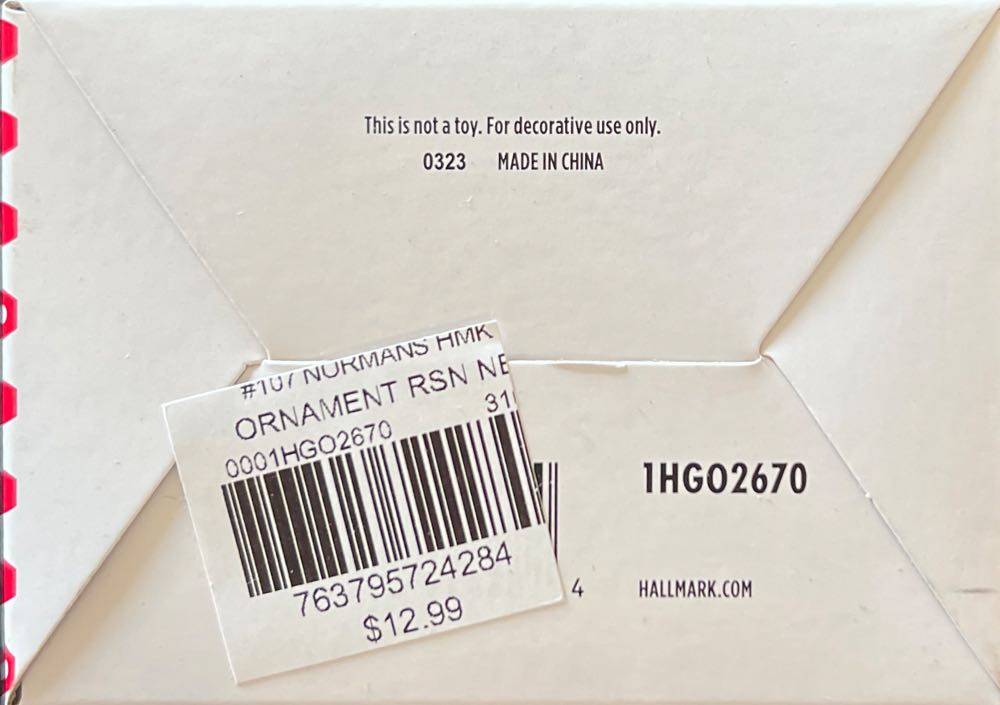 This is not a toy. For decorative use only.
0323 MADE IN CHINA
#107 NORMANS HMK
ORNAMENT RSN NE
31
0001HGO2670
763795724284
$12.99
1HGO2670
4 HALLMARK.COM